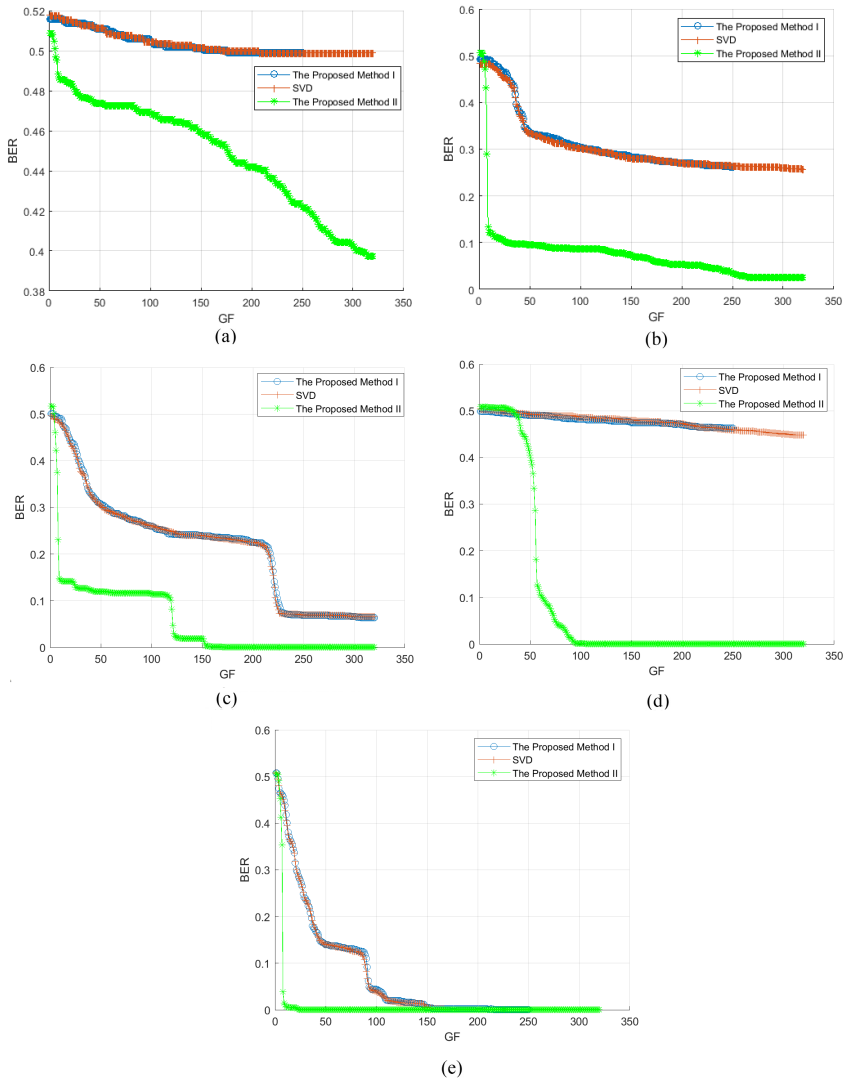 0.52
0.5
0.48
0.46
0.44
0.42
0.4
0.38
BER
0 50 100 150 200 250 300 350
GF
The Proposed Method I
SVD
The Proposed Method II
(a)
0.6
0.5
0.4
0.3
0.2
0.1
0
BER
0 50 100 150 200 250 300 350
GF
The Proposed Method I
SVD
The Proposed Method II
(b)
0.6
0.5
0.4
0.3
0.2
0.1
0
BER
0 50 100 150 200 250 300 350
GF
The Proposed Method I
SVD
The Proposed Method II
(c)
0.6
0.5
0.4
0.3
0.2
0.1
0
BER
0 50 100 150 200 250 300 350
GF
The Proposed Method I
SVD
The Proposed Method II
(d)
0.6
0.5
0.4
0.3
0.2
0.1
0
BER
0 50 100 150 200 250 300 350
GF
The Proposed Method I
SVD
The Proposed Method II
(e)